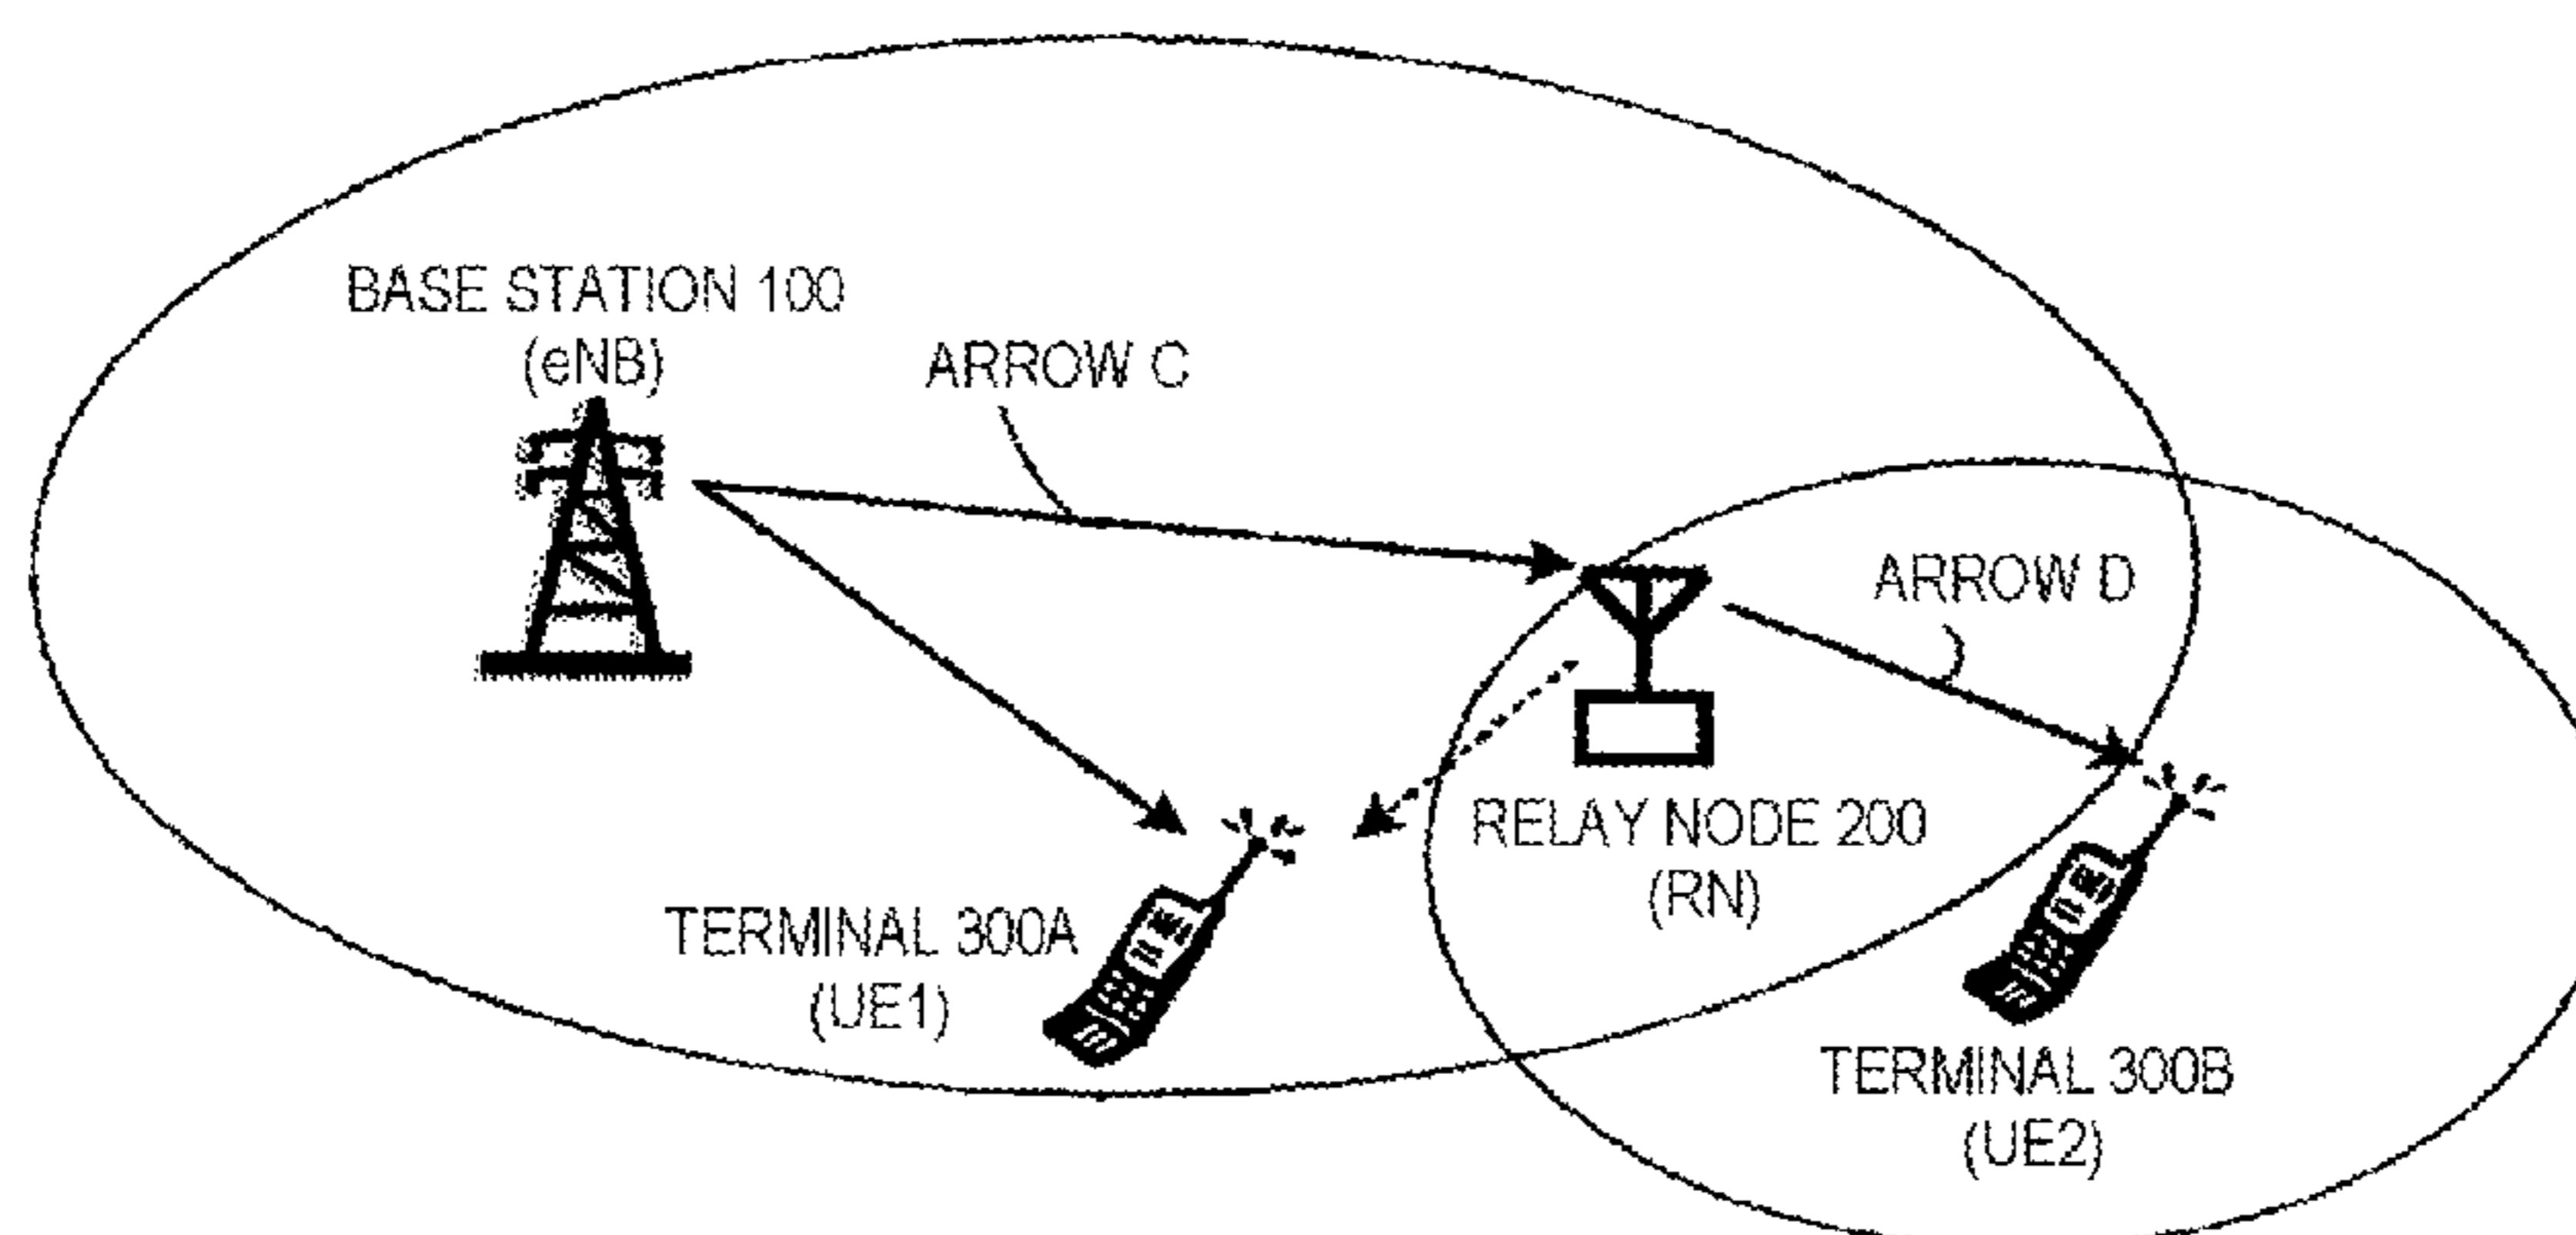 BASE STATION 100
(eNB)
ARROW C
ARROW D
RELAY NODE 200
(RN)
TERMINAL 300A
(UE1)
TERMINAL 300B
(UE2)